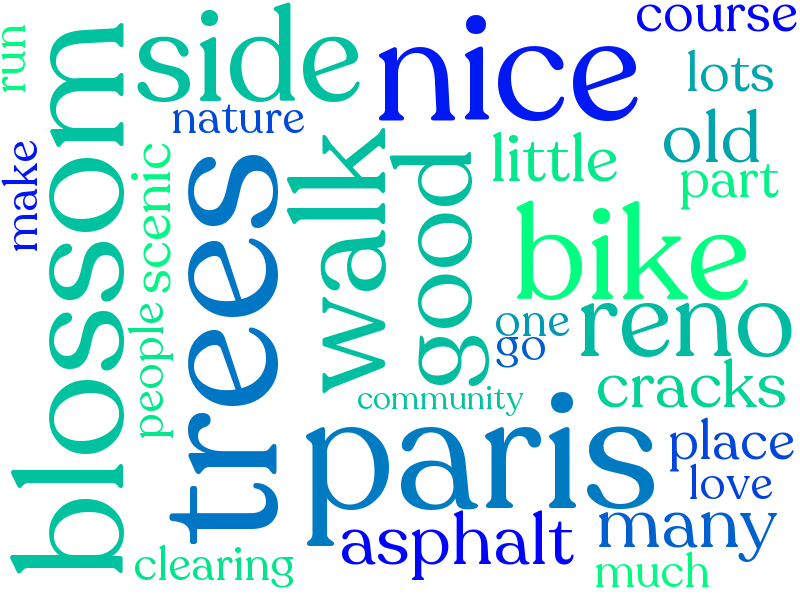 run
blossom
side
nice
course
lots
nature
make
scenic
trees
walk
good
little
old
part
bike
people
one
go
reno
community
cracks
paris
place
love
asphalt
many
clearing
much